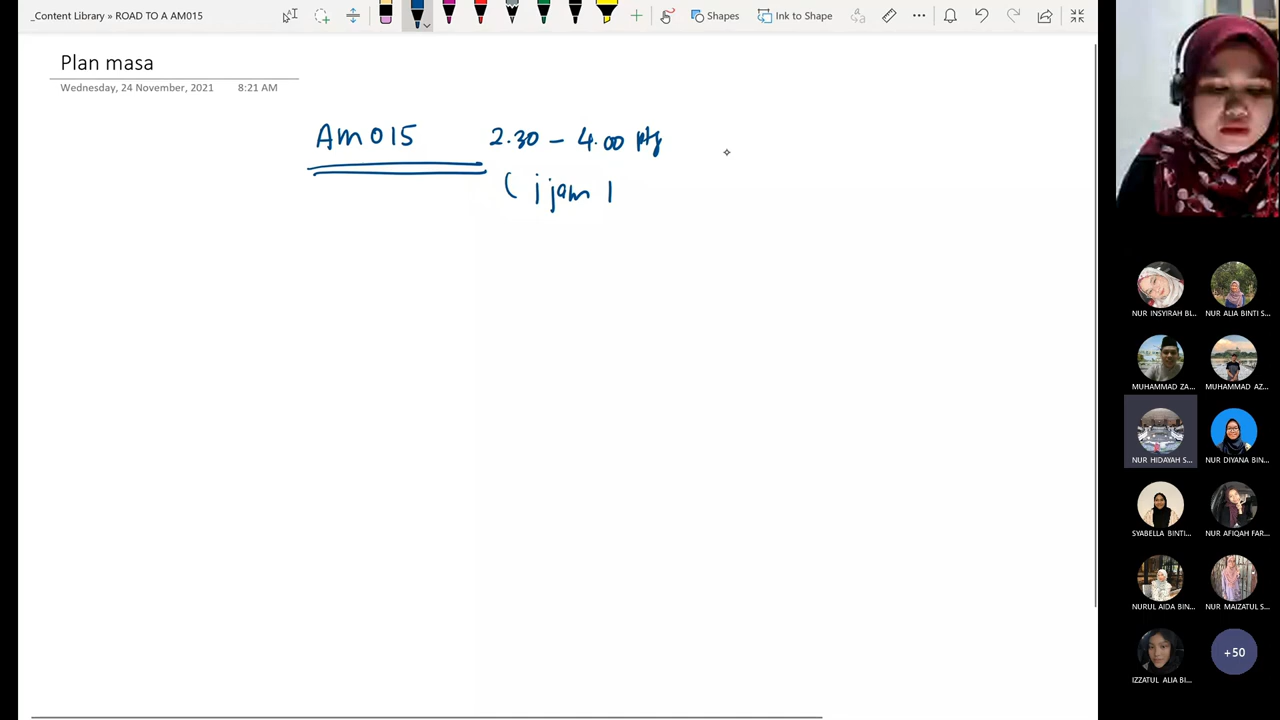 _Content Library » ROAD TO A AM015
Shapes
Ink to Shape
Plan masa
Wednesday, 24 November, 2021 8:21 AM
Am015 2.30 – 4.00 ptg
( 1 jam 1
NUR INSYIRAH BI...
NUR ALIA BINTI S...
MUHAMMAD ZA...
MUHAMMAD AZ...
NUR HIDAYAH S...
NUR DIYANA BIN...
SYABELLA BINTI...
NUR AFIQAH FAR...
NURUL AIDA BIN...
NUR MAIZATUL S...
IZZATUL ALIA BI...
+50